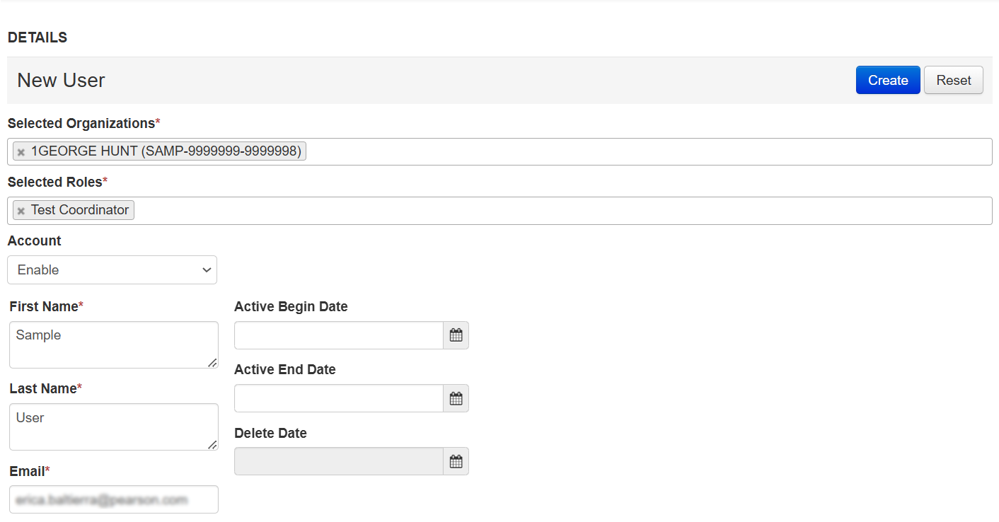 DETAILS
New User
Create
Reset
Selected Organizations*
× 1GEORGE HUNT (SAMP-9999999-9999998)
Selected Roles*
× Test Coordinator
Account
Enable
First Name*
Active Begin Date
Sample
Active End Date
Last Name*
User
Delete Date
Email*